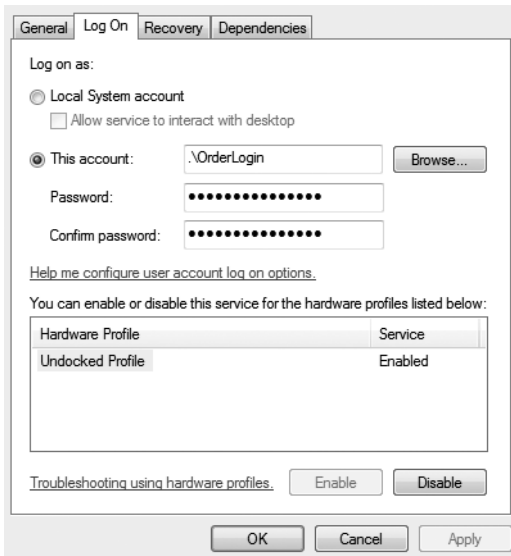 General Log On Recovery Dependencies
Log on as:
Local System account
Allow service to interact with desktop
This account: .\OrderLogin Browse...
Password: •••••••••••••••
Confirm password: •••••••••••••••
Help me configure user account log on options.
You can enable or disable this service for the hardware profiles listed below:
Hardware Profile Service
Undocked Profile Enabled
Troubleshooting using hardware profiles. Enable Disable
OK Cancel Apply